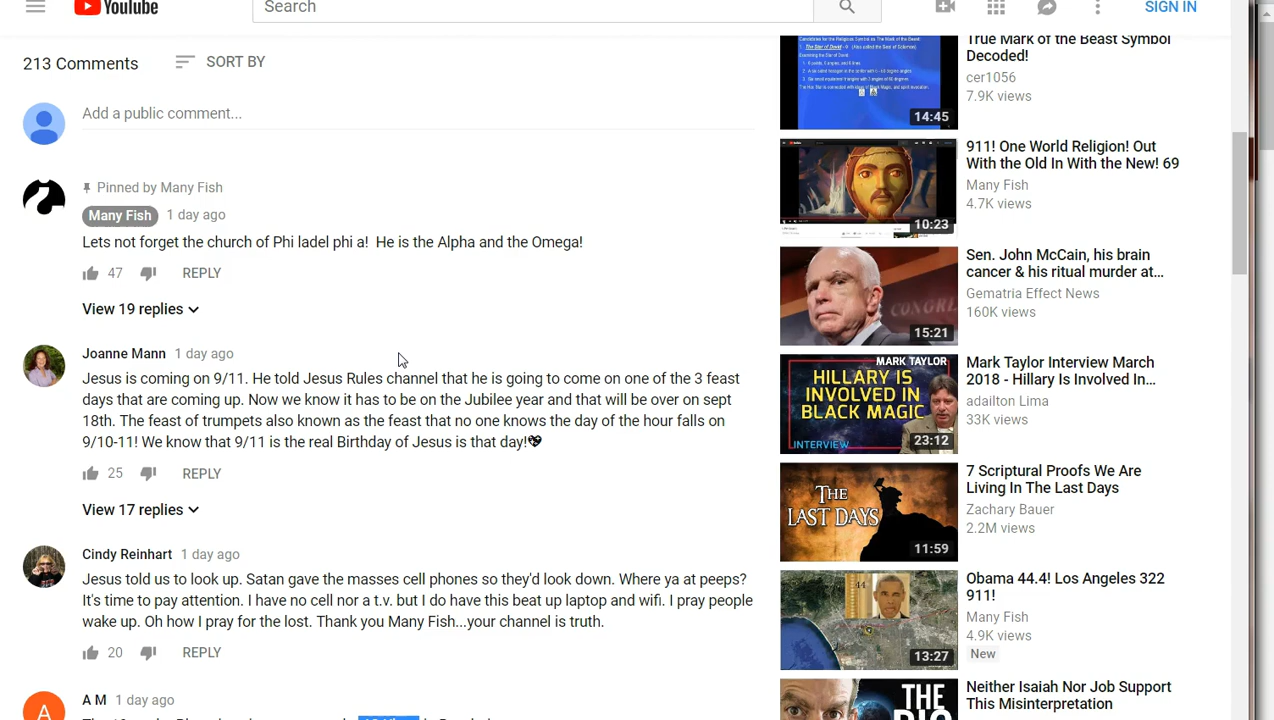 YouTube
Search
SIGN IN
213 Comments
SORT BY
Add a public comment...
Pinned by Many Fish
Many Fish 1 day ago
Lets not forget the church of Phi ladel phi a! He is the Alpha and the Omega!
47 REPLY
View 19 replies
Joanne Mann 1 day ago
Jesus is coming on 9/11. He told Jesus Rules channel that he is going to come on one of the 3 feast
days that are coming up. Now we know it has to be on the Jubilee year and that will be over on sept
18th. The feast of trumpets also known as the feast that no one knows the day of the hour falls on
9/10-11! We know that 9/11 is the real Birthday of Jesus is that day!💖
25 REPLY
View 17 replies
Cindy Reinhart 1 day ago
Jesus told us to look up. Satan gave the masses cell phones so they'd look down. Where ya at peeps?
It's time to pay attention. I have no cell nor a t.v. but I do have this beat up laptop and wifi. I pray people
wake up. Oh how I pray for the lost. Thank you Many Fish...your channel is truth.
20 REPLY
A M 1 day ago
14:45
True Mark of the Beast Symbol
Decoded!
cer1056
7.9K views
10:23
911! One World Religion! Out
With the Old In With the New! 69
Many Fish
4.7K views
CONGRE
15:21
Sen. John McCain, his brain
cancer & his ritual murder at...
Gematria Effect News
160K views
MARK TAYLOR
HILLARY IS
INVOLVED IN
BLACK MAGIC
INTERVIEW
23:12
Mark Taylor Interview March
2018 - Hillary Is Involved In...
adailton Lima
33K views
THE
LAST DAYS
11:59
7 Scriptural Proofs We Are
Living In The Last Days
Zachary Bauer
2.2M views
44
13:27
Obama 44.4! Los Angeles 322
911!
Many Fish
4.9K views
New
THE
Neither Isaiah Nor Job Support
This Misinterpretation